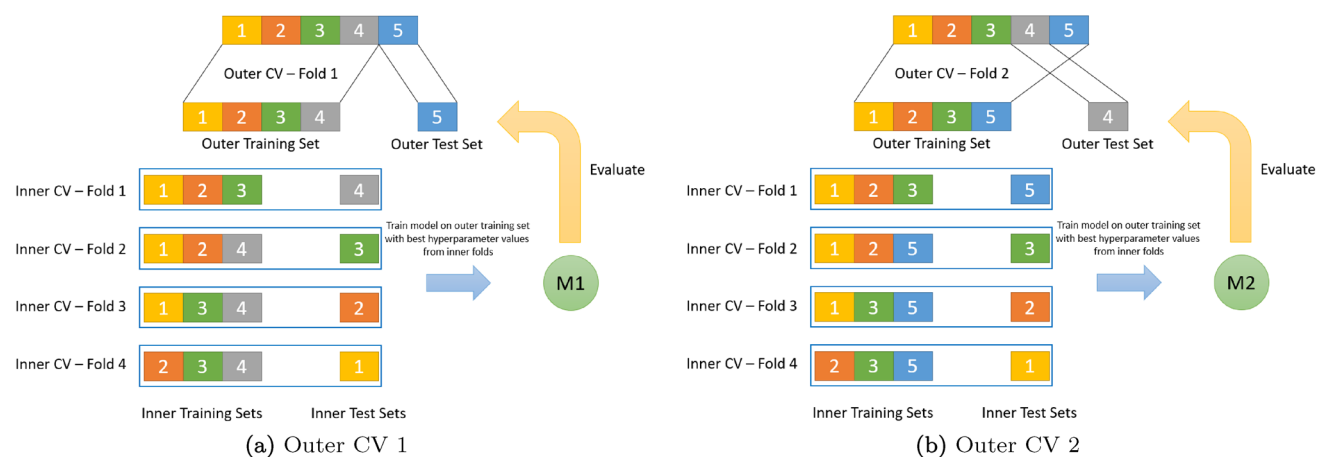 1 2 3 4 5
Outer CV – Fold 1
1 2 3 4
5
Outer Training Set
Outer Test Set
Inner CV – Fold 1
1 2 3
4
Inner CV – Fold 2
1 2 4
3
Inner CV – Fold 3
1 3 4
2
Inner CV – Fold 4
2 3 4
1
Inner Training Sets
Inner Test Sets
Train model on outer training set
with best hyperparameter values
from inner folds
M1
Evaluate
(a) Outer CV 1
1 2 3 4 5
Outer CV – Fold 2
1 2 3 5
4
Outer Training Set
Outer Test Set
Inner CV – Fold 1
1 2 3
5
Inner CV – Fold 2
1 2 5
3
Inner CV – Fold 3
1 3 5
2
Inner CV – Fold 4
2 3 5
1
Inner Training Sets
Inner Test Sets
Train model on outer training set
with best hyperparameter values
from inner folds
M2
Evaluate
(b) Outer CV 2